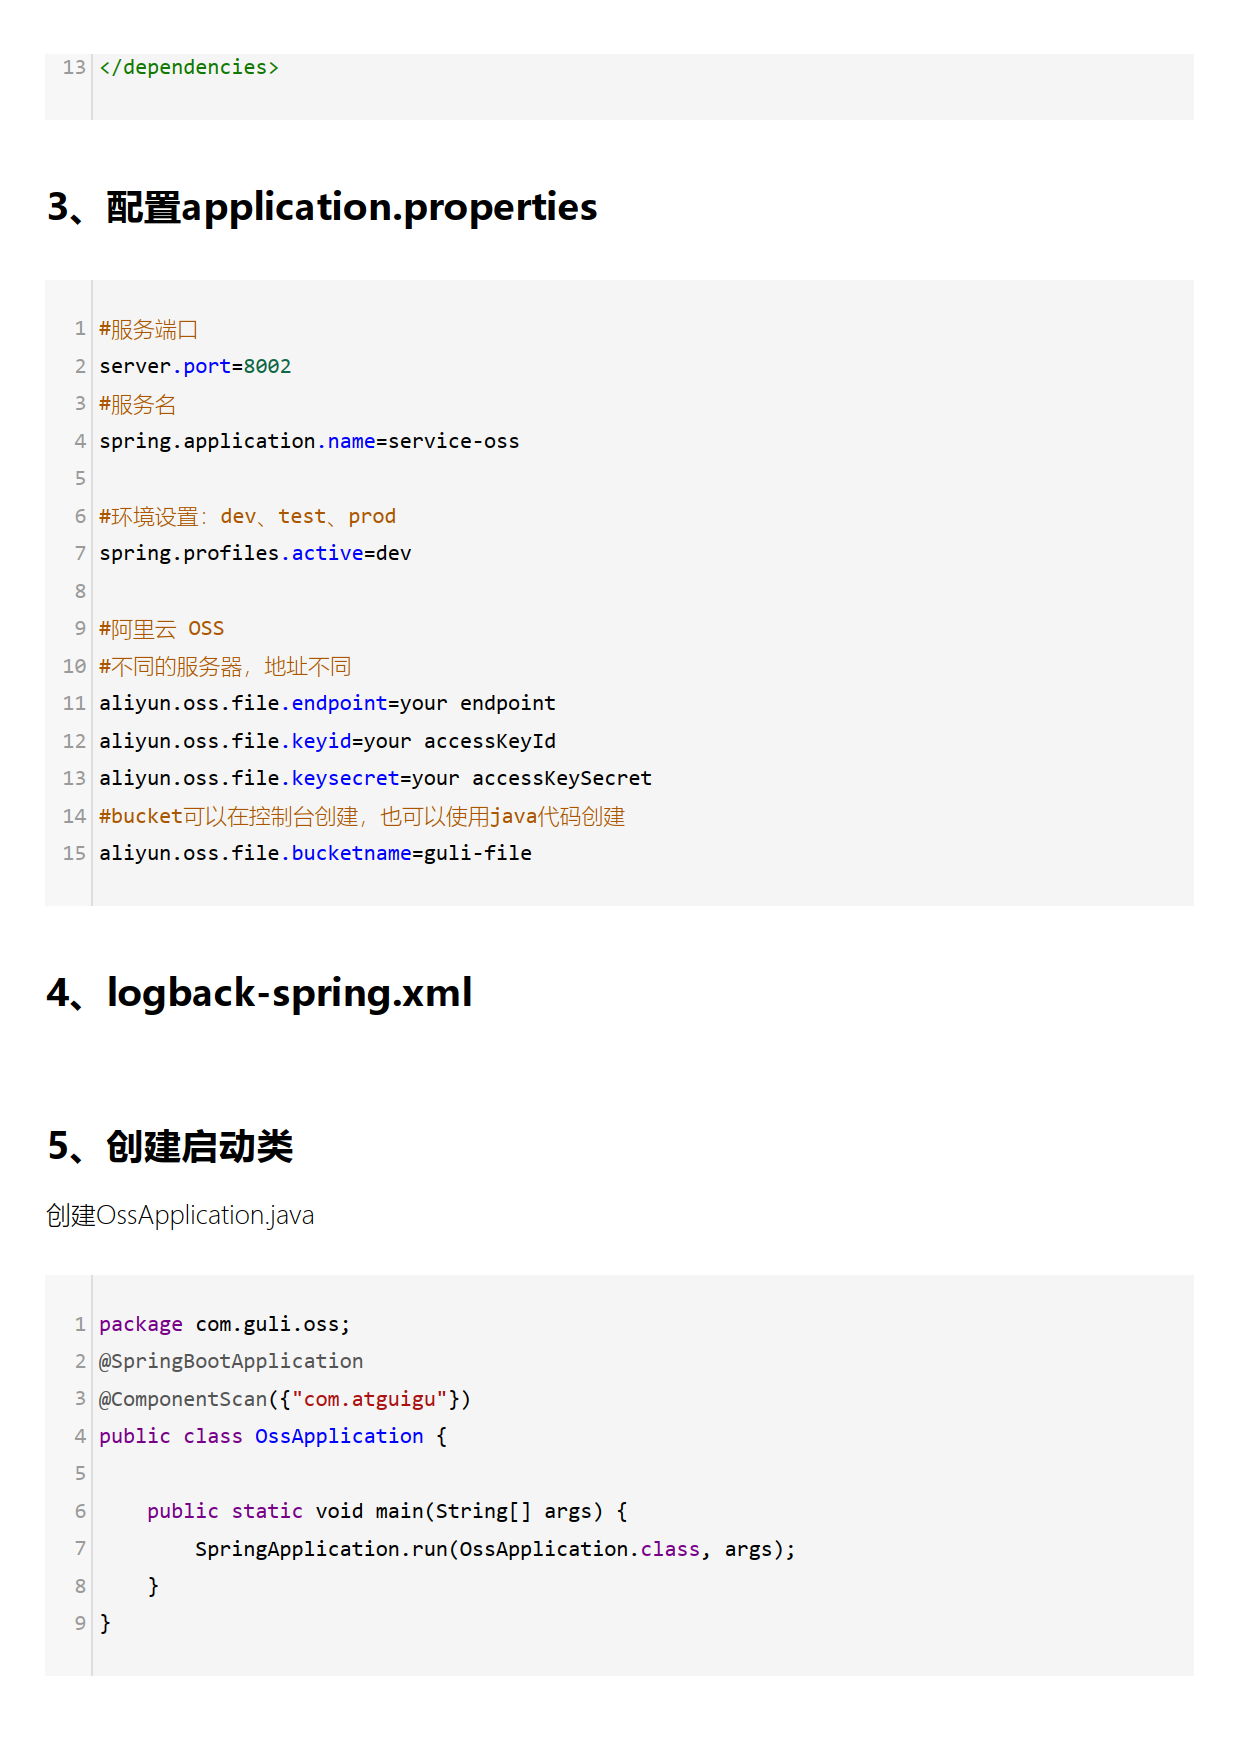 13 </dependencies>
3、配置application.properties
1 #服务端口
2 server.port=8002
3 #服务名
4 spring.application.name=service-oss
5
6 #环境设置：dev、test、prod
7 spring.profiles.active=dev
8
9 #阿里云 OSS
10 #不同的服务器，地址不同
11 aliyun.oss.file.endpoint=your endpoint
12 aliyun.oss.file.keyid=your accessKeyId
13 aliyun.oss.file.keysecret=your accessKeySecret
14 #bucket可以在控制台创建，也可以使用java代码创建
15 aliyun.oss.file.bucketname=guli-file
4、logback-spring.xml
5、创建启动类
创建OssApplication.java
1 package com.guli.oss;
2 @SpringBootApplication
3 @ComponentScan({"com.atguigu"})
4 public class OssApplication {
5
6     public static void main(String[] args) {
7         SpringApplication.run(OssApplication.class, args);
8     }
9 }